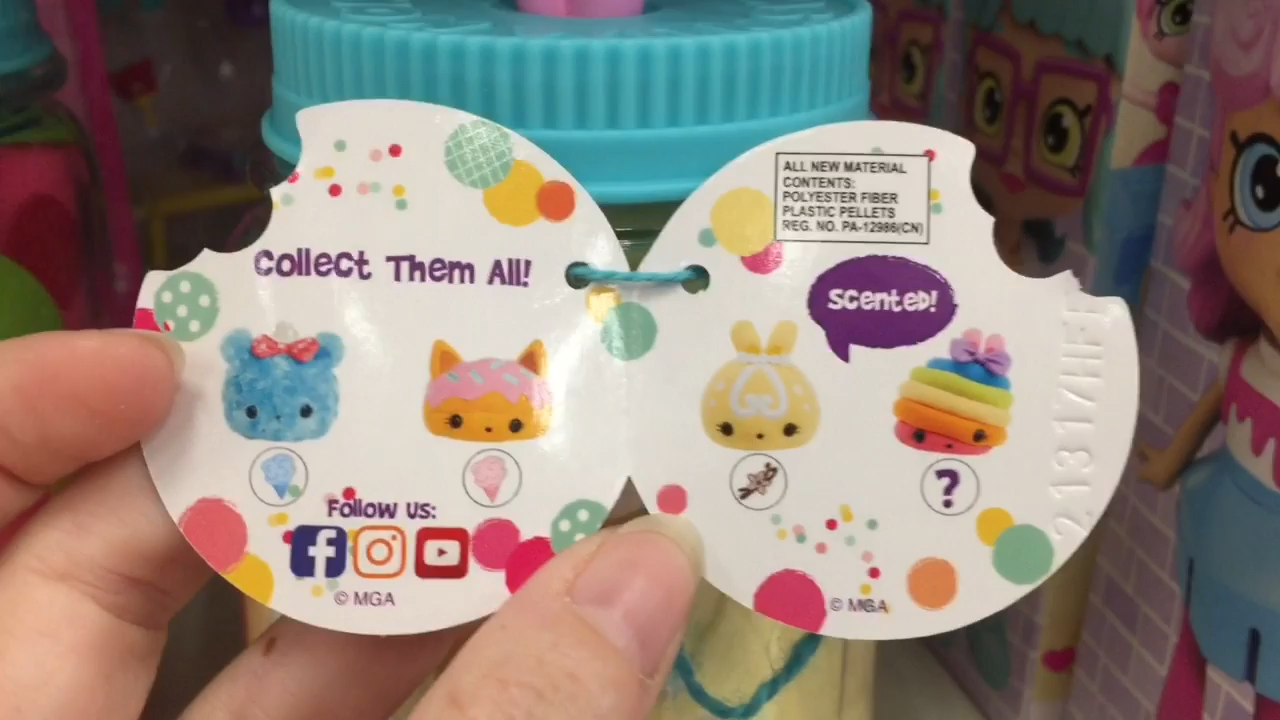 Collect Them All!
Follow us:
© MGA
ALL NEW MATERIAL
CONTENTS:
POLYESTER FIBER
PLASTIC PELLETS
REG. NO. PA-12986(CN)
Scented!
?
© MGA